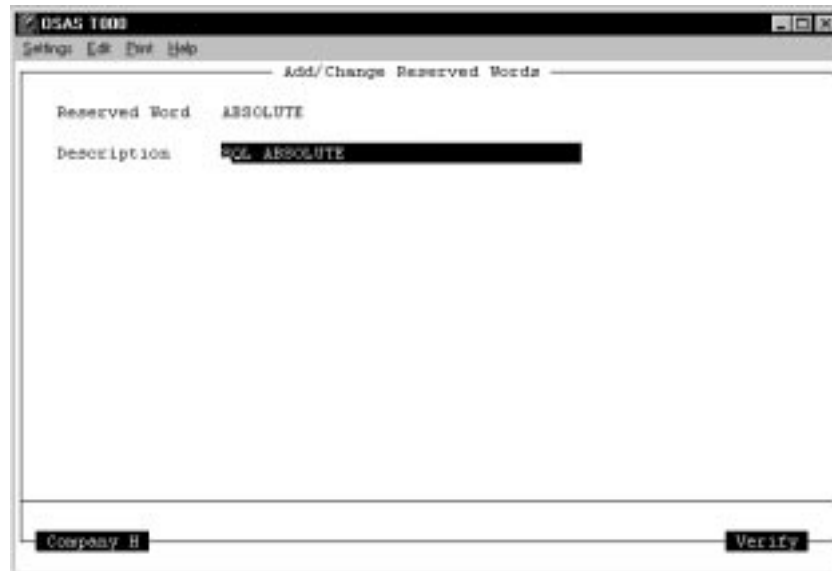 OSAS T000
Settings Edit Print Help
Add/Change Reserved Words
Reserved Word ABSOLUTE
Description SQL ABSOLUTE
Company H
Verify